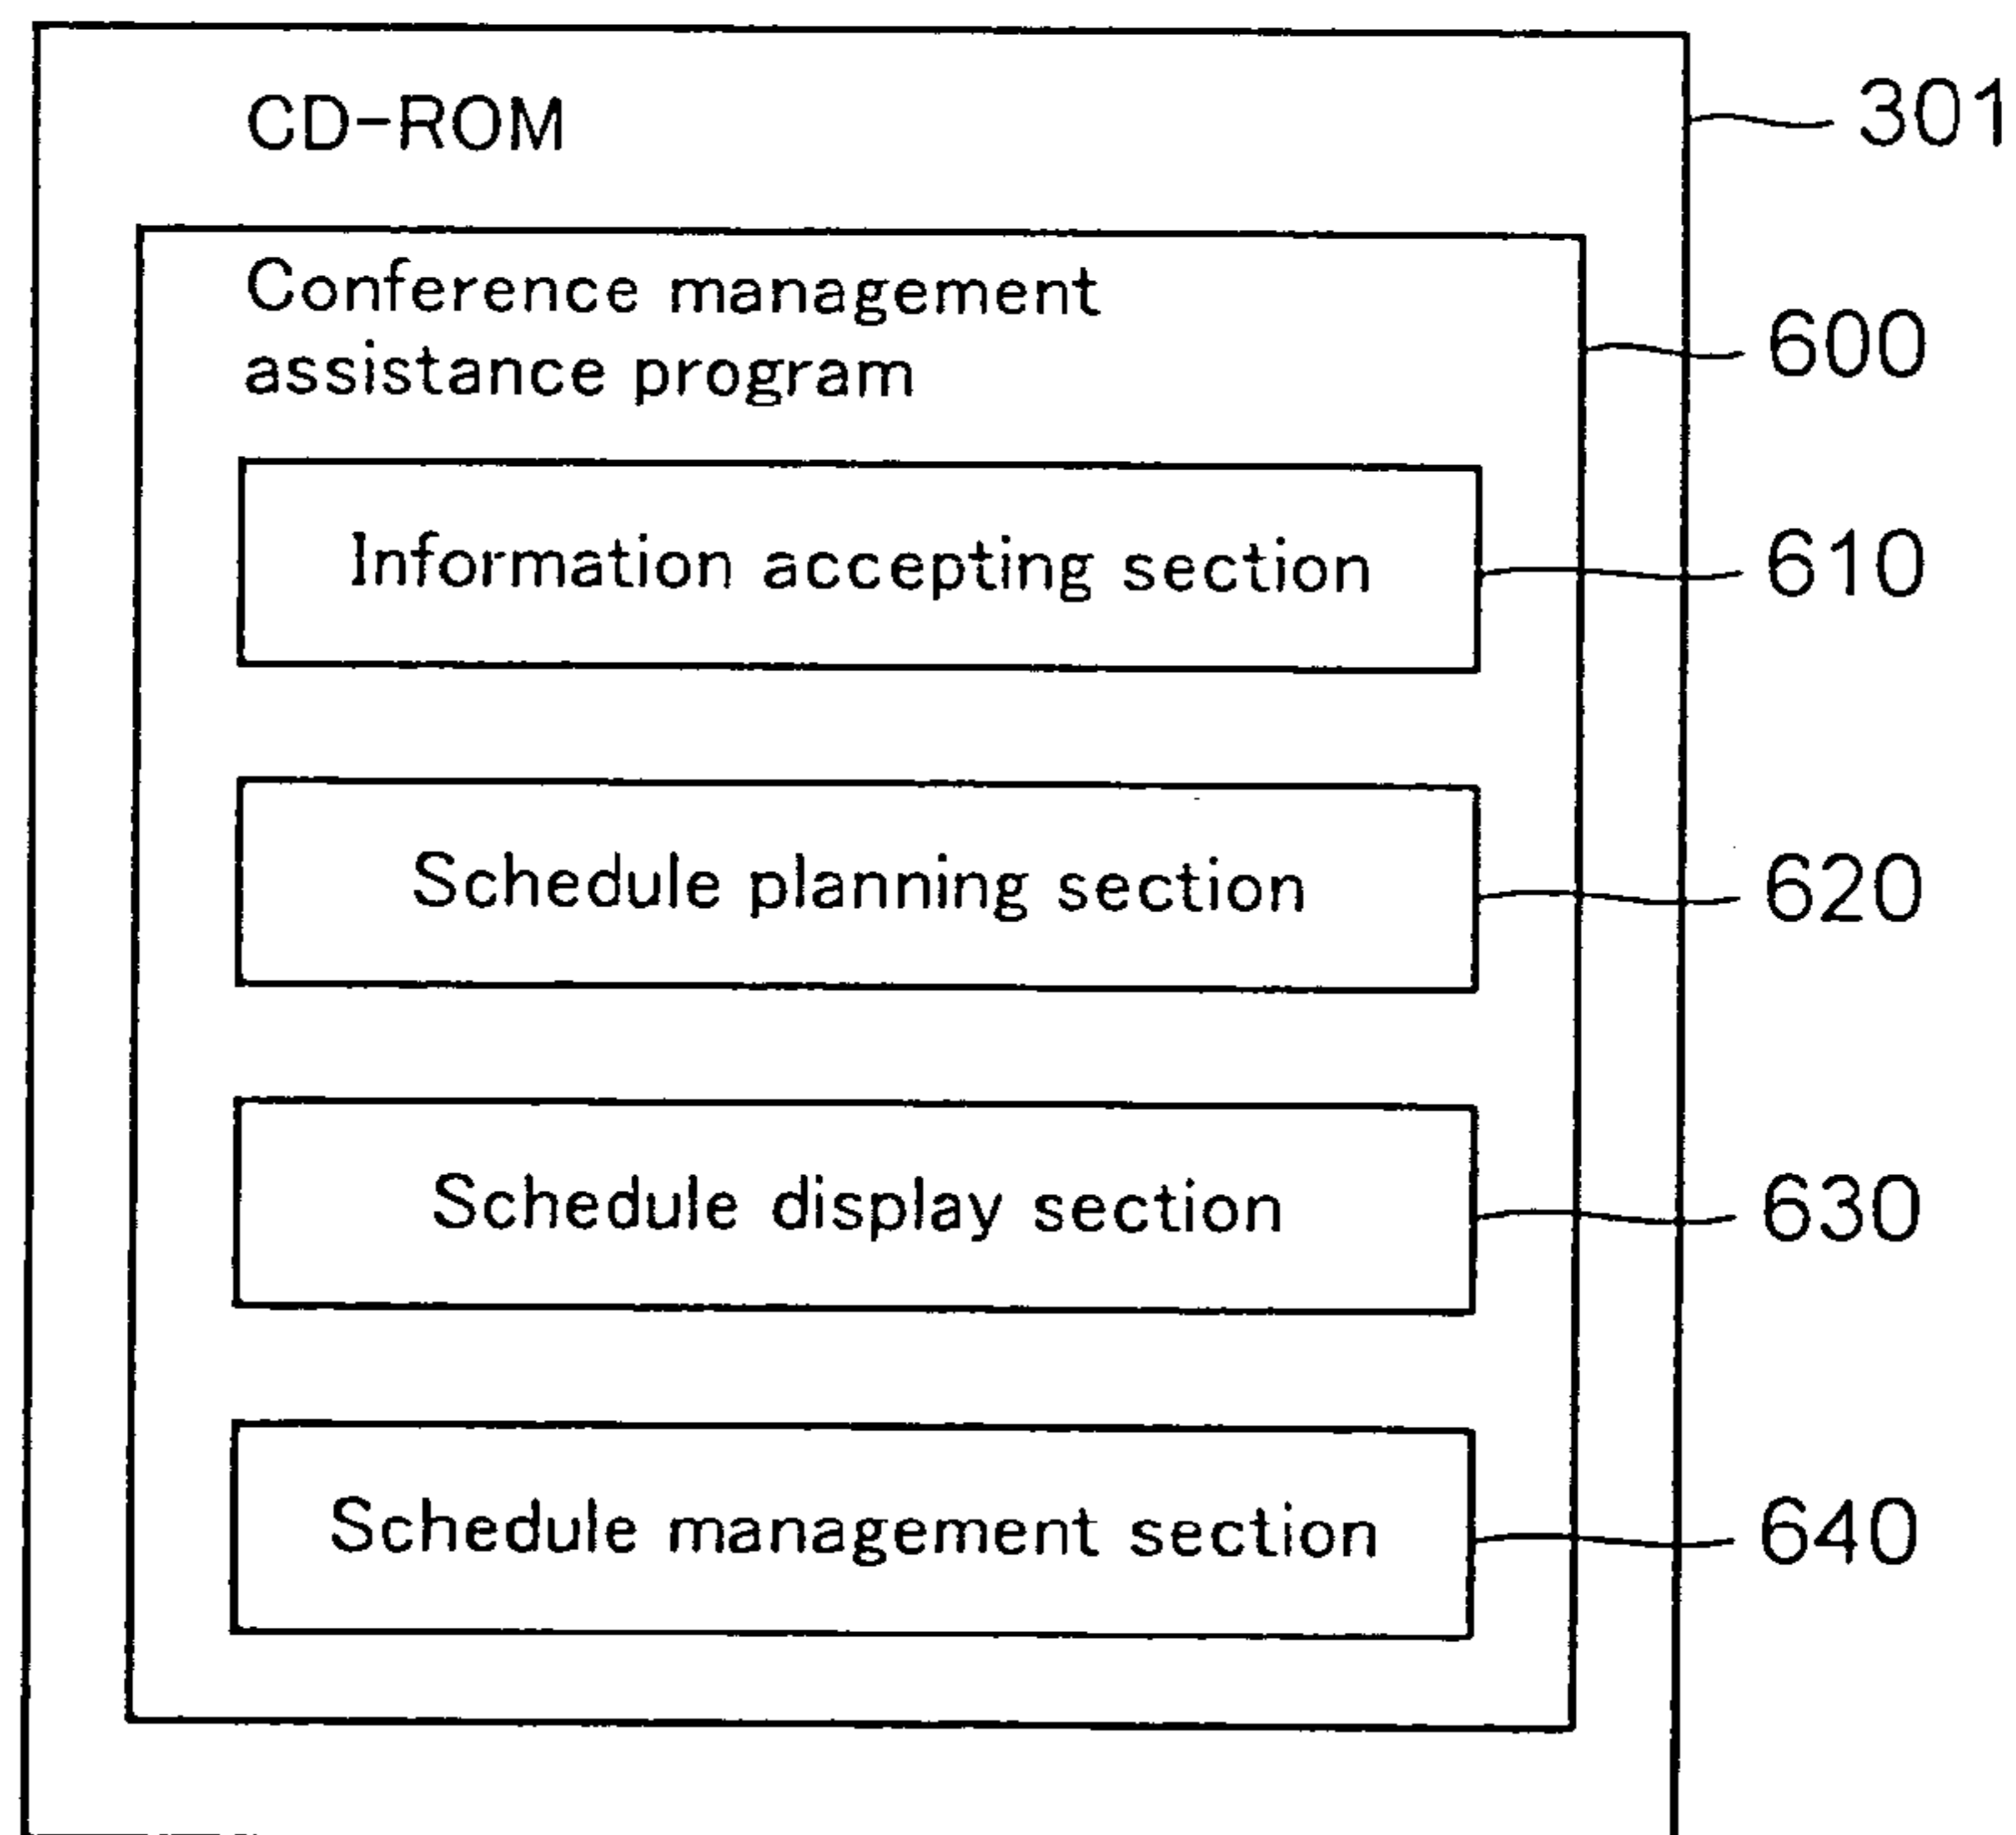 CD-ROM
301
Conference management
assistance program
600
Information accepting section
610
Schedule planning section
620
Schedule display section
630
Schedule management section
640